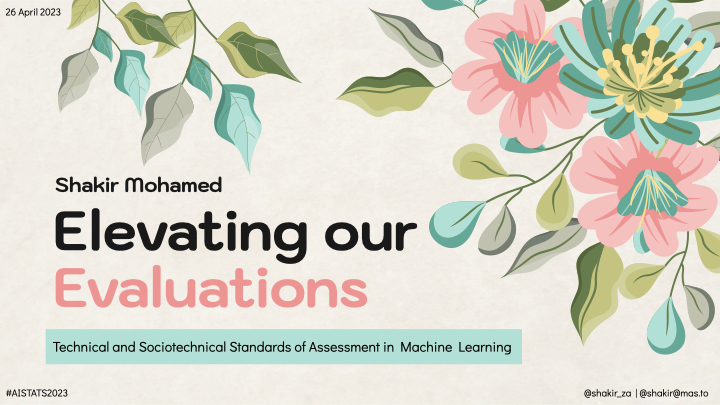 26 April 2023
Shakir Mohamed
Elevating our
Evaluations
Technical and Sociotechnical Standards of Assessment in Machine Learning
#AISTATS2023
@shakir_za | @shakir@mas.to